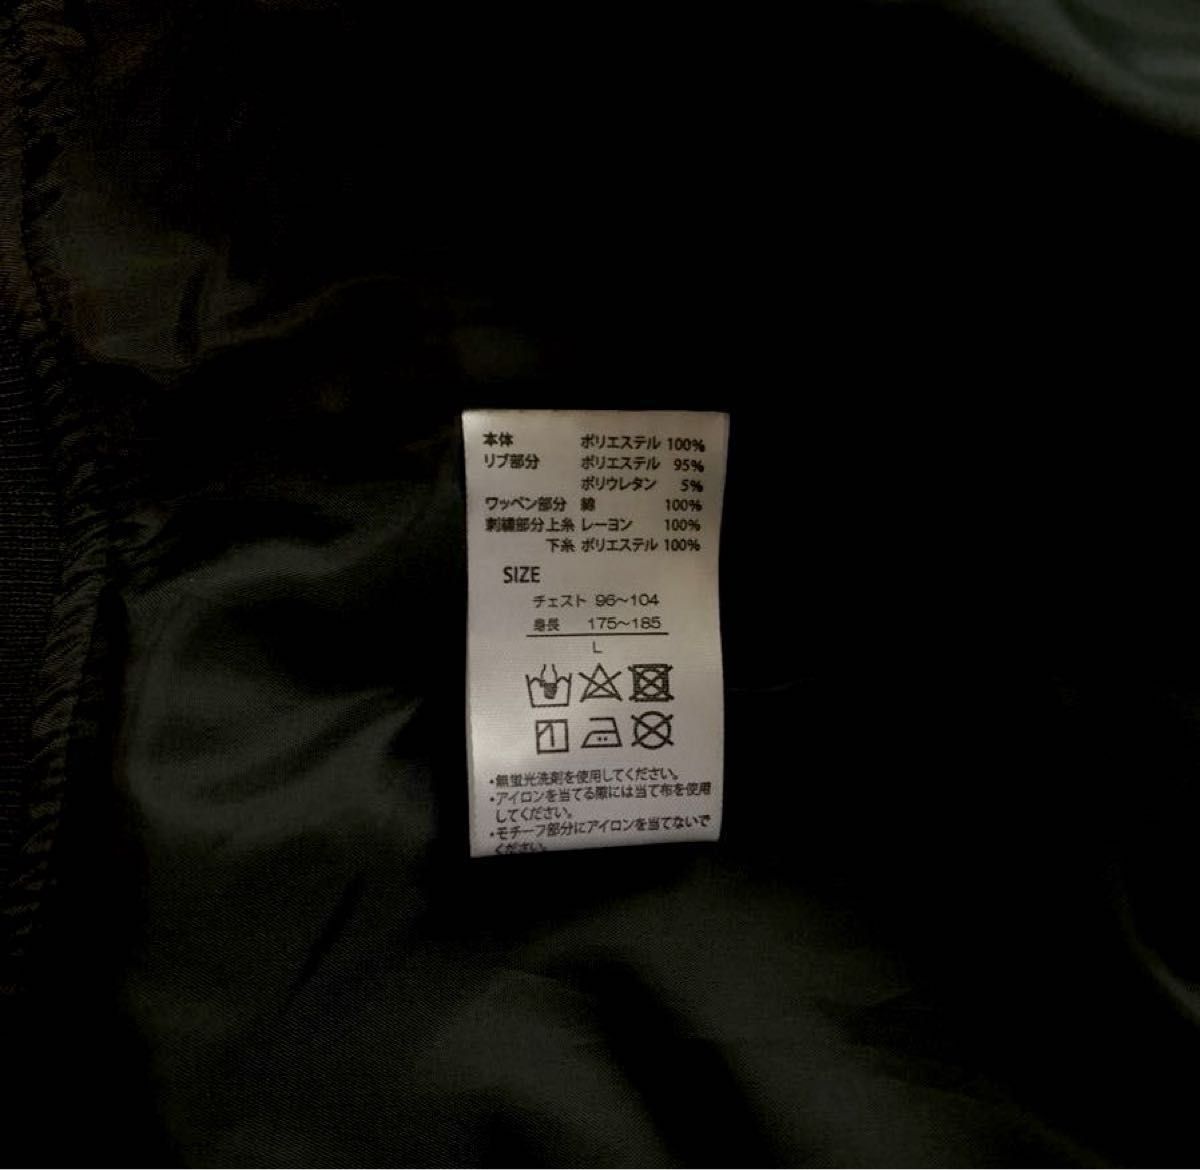 本体 ポリエステル 100%
リブ部分 ポリエステル 95%
ポリウレタン 5%
ワッペン部分 綿 100%
刺繍部分 上糸 レーヨン 100%
下糸 ポリエステル 100%
SIZE
チェスト 96〜104
身長 175〜185
L
・無蛍光洗剤を使用してください。
・アイロンを当てる際には当て布を使用
してください。
・モチーフ部分にアイロンを当てないで
ください。